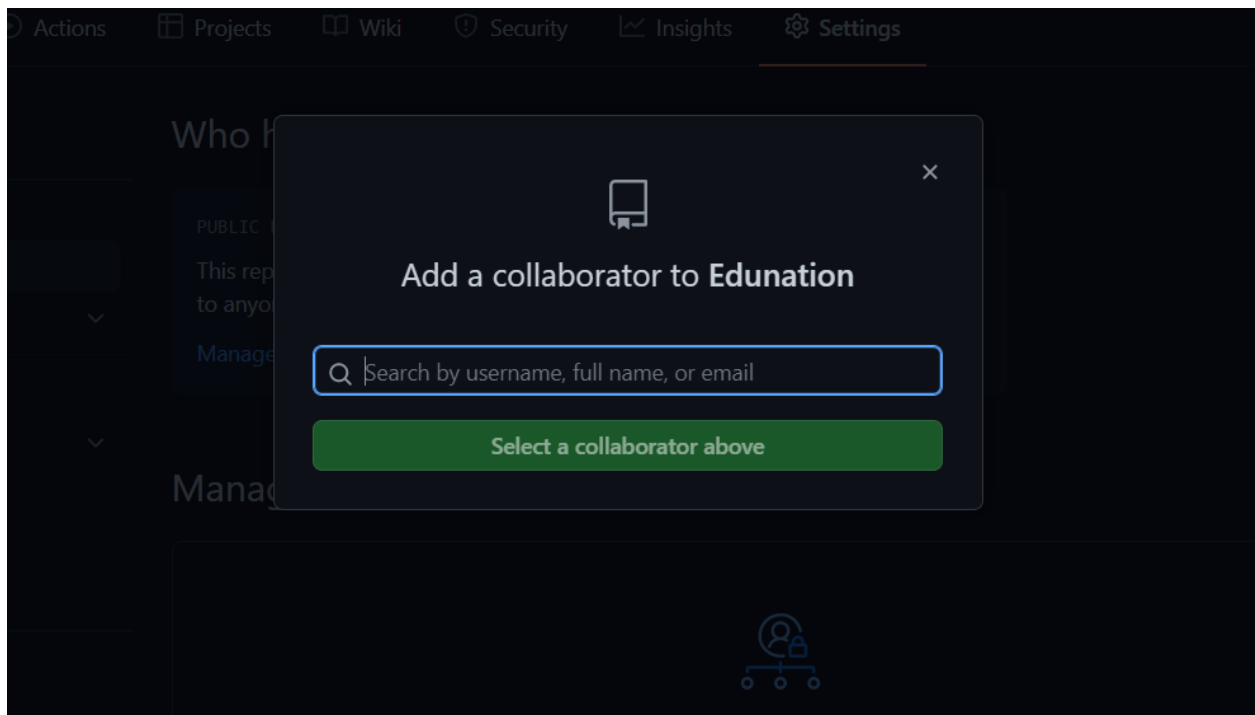 Actions Projects Wiki Security Insights Settings
Who
PUBLIC
This rep
to anyo
Manage
Add a collaborator to Edunation
Search by username, full name, or email
Select a collaborator above
Manag